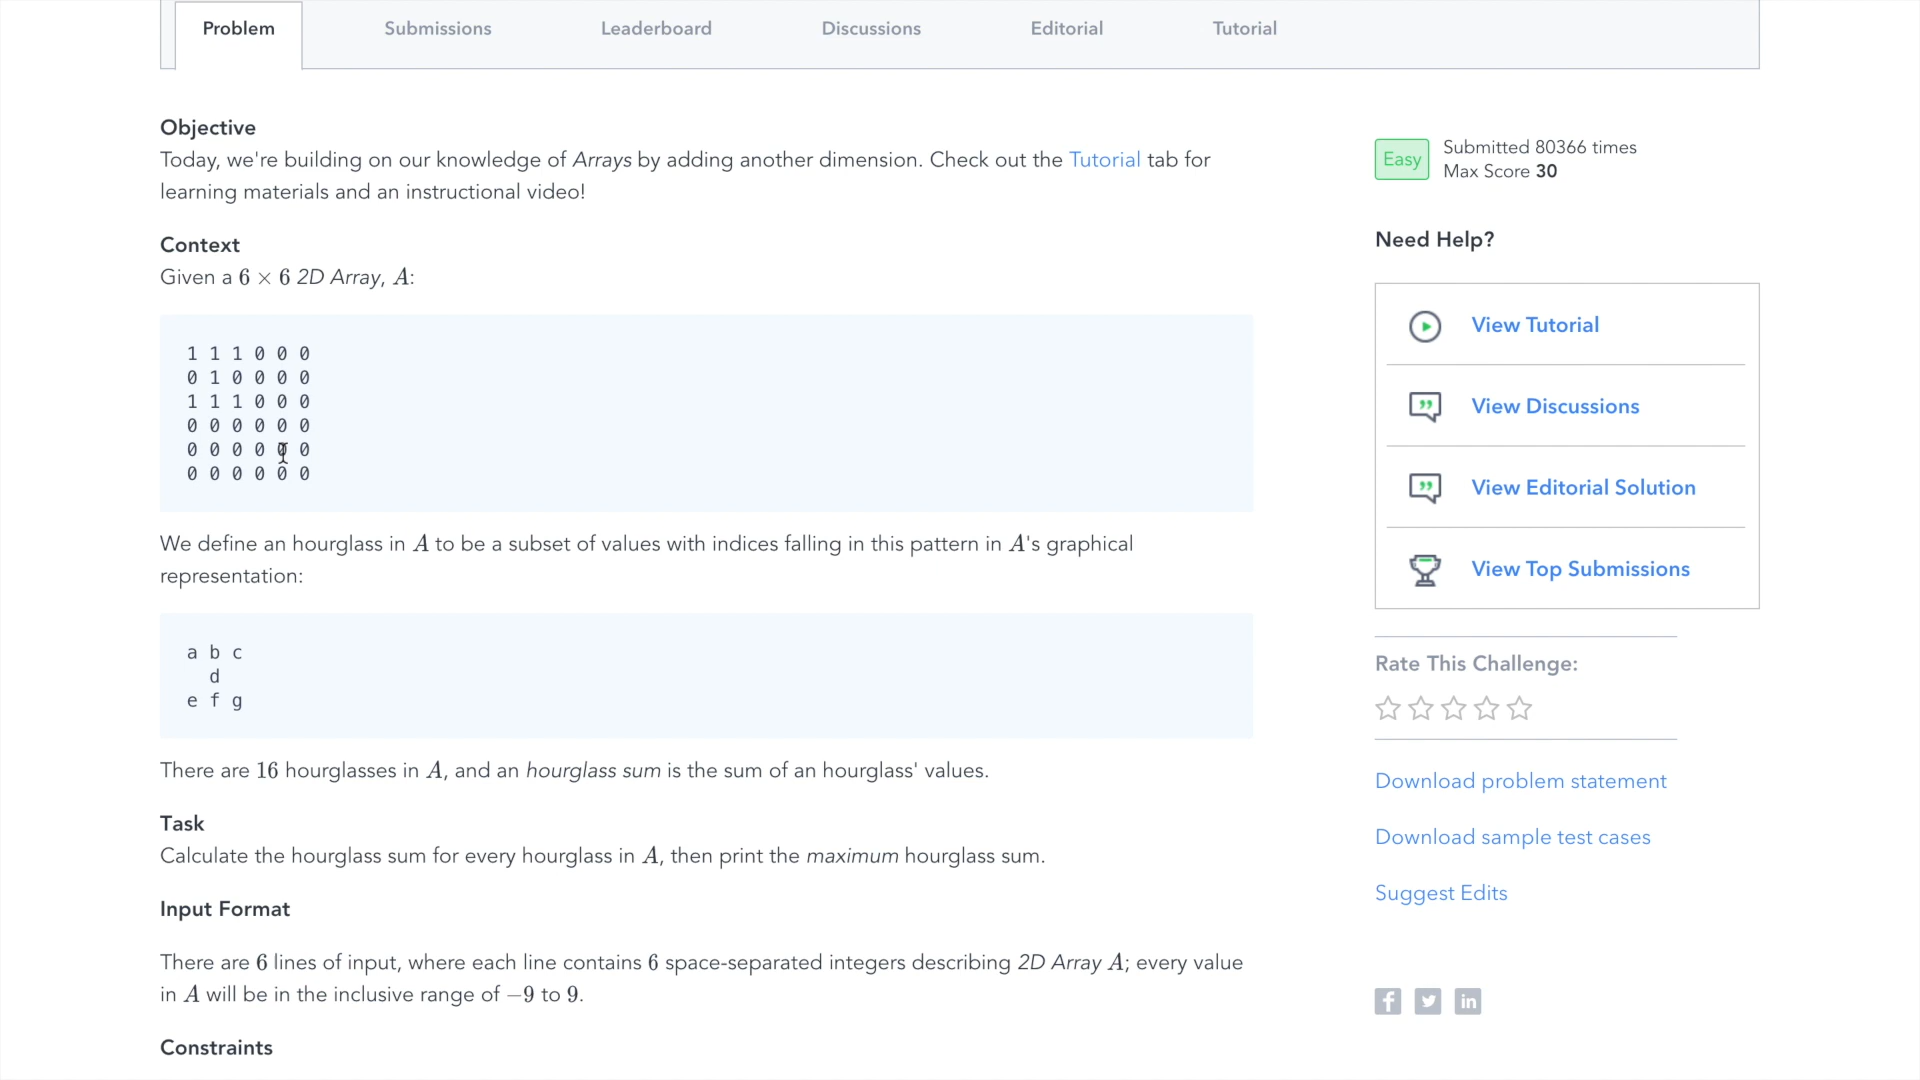 Problem Submissions Leaderboard Discussions Editorial Tutorial
Objective
Today, we're building on our knowledge of Arrays by adding another dimension. Check out the Tutorial tab for
learning materials and an instructional video!
Context
Given a 6 × 6 2D Array, A:
1 1 1 0 0 0
0 1 0 0 0 0
1 1 1 0 0 0
0 0 0 0 0 0
0 0 0 0 0 0
0 0 0 0 0 0
We define an hourglass in A to be a subset of values with indices falling in this pattern in A's graphical
representation:
a b c
d
e f g
There are 16 hourglasses in A, and an hourglass sum is the sum of an hourglass' values.
Task
Calculate the hourglass sum for every hourglass in A, then print the maximum hourglass sum.
Input Format
There are 6 lines of input, where each line contains 6 space-separated integers describing 2D Array A; every value
in A will be in the inclusive range of −9 to 9.
Constraints
Easy
Submitted 80366 times
Max Score 30
Need Help?
View Tutorial
View Discussions
View Editorial Solution
View Top Submissions
Rate This Challenge:
Download problem statement
Download sample test cases
Suggest Edits